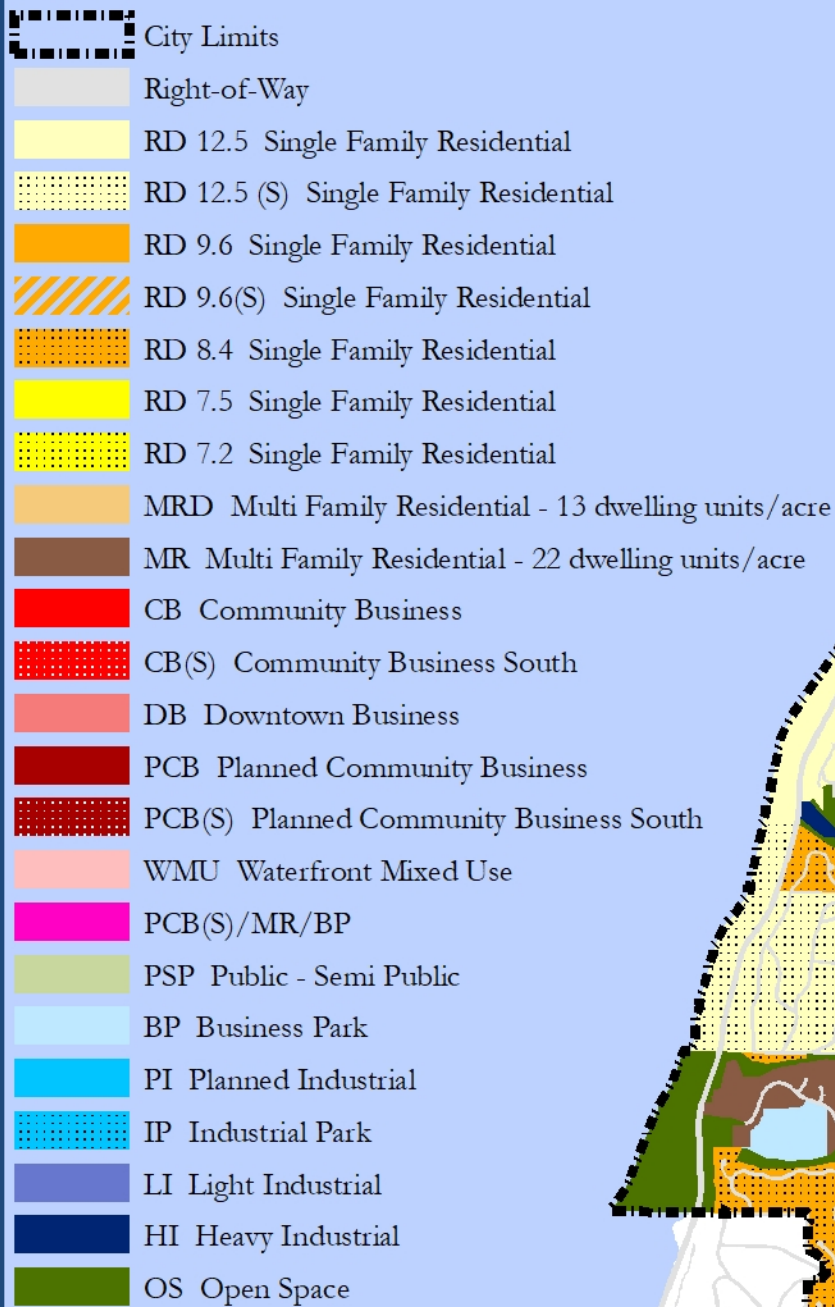 City Limits
Right-of-Way
RD 12.5 Single Family Residential
RD 12.5 (S) Single Family Residential
RD 9.6 Single Family Residential
RD 9.6(S) Single Family Residential
RD 8.4 Single Family Residential
RD 7.5 Single Family Residential
RD 7.2 Single Family Residential
MRD Multi Family Residential - 13 dwelling units/acre
MR Multi Family Residential - 22 dwelling units/acre
CB Community Business
CB(S) Community Business South
DB Downtown Business
PCB Planned Community Business
PCB(S) Planned Community Business South
WMU Waterfront Mixed Use
PCB(S)/MR/BP
PSP Public - Semi Public
BP Business Park
PI Planned Industrial
IP Industrial Park
LI Light Industrial
HI Heavy Industrial
OS Open Space